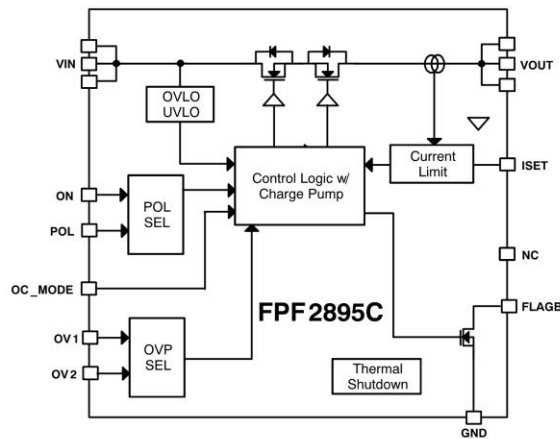 VIN
VOUT
OVLO
UVLO
Control Logic w/
Charge Pump
Current
Limit
ISET
ON
POL
POL
SEL
NC
OC_MODE
FPF2895C
FLAGB
OV1
OV2
OVP
SEL
Thermal
Shutdown
GND